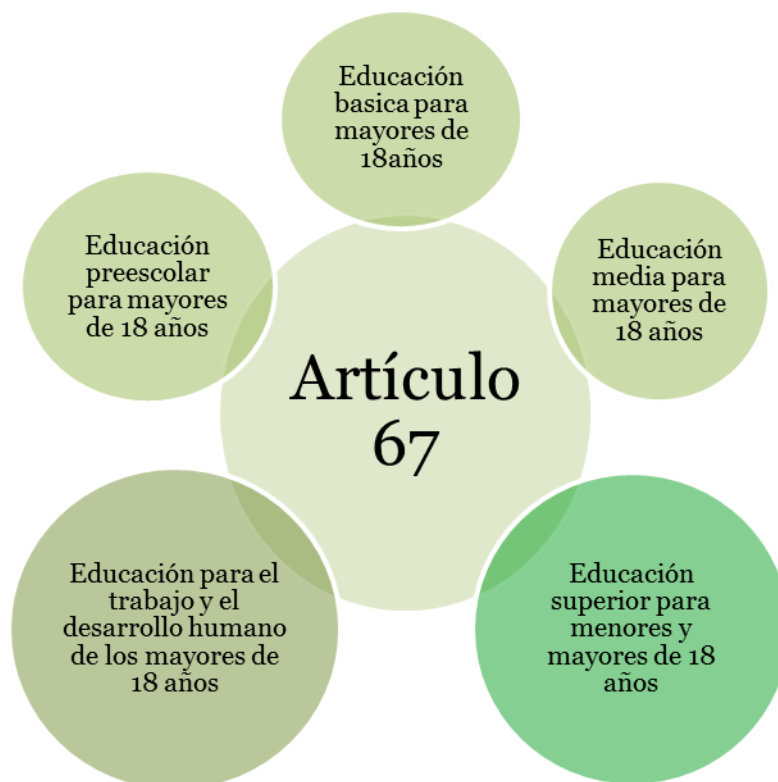 Educación
basica para
mayores de
18años
Educación
preescolar
para mayores
de 18 años
Educación
media para
mayores de
18 años
Artículo
67
Educación para el
trabajo y el
desarrollo humano
de los mayores de
18 años
Educación
superior para
menores y
mayores de 18
años